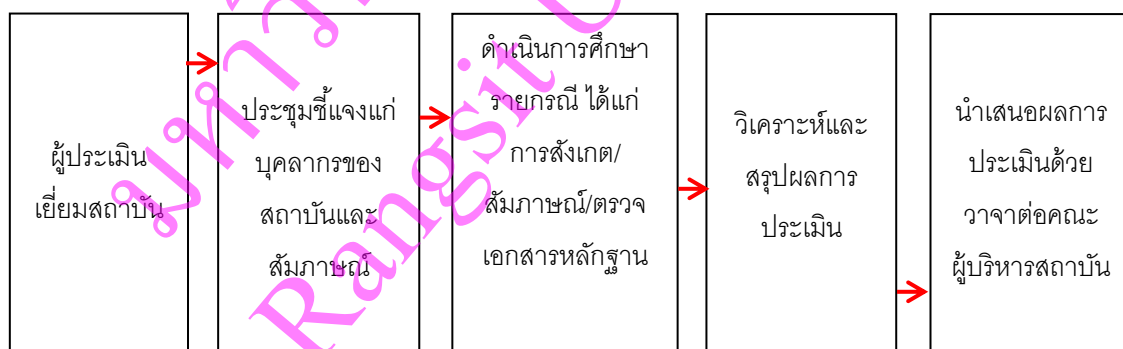 ผู้ประเมิน
เยี่ยมสถาบัน
ประชุมชี้แจงแก่
บุคลากรของ
สถาบันและ
สัมภาษณ์
ดำเนินการศึกษา
รายกรณี ได้แก่
การสังเกต/
สัมภาษณ์/ตรวจ
เอกสารหลักฐาน
วิเคราะห์และ
สรุปผลการ
ประเมิน
นำเสนอผลการ
ประเมินด้วย
วาจาต่อคณะ
ผู้บริหารสถาบัน
Rangsit